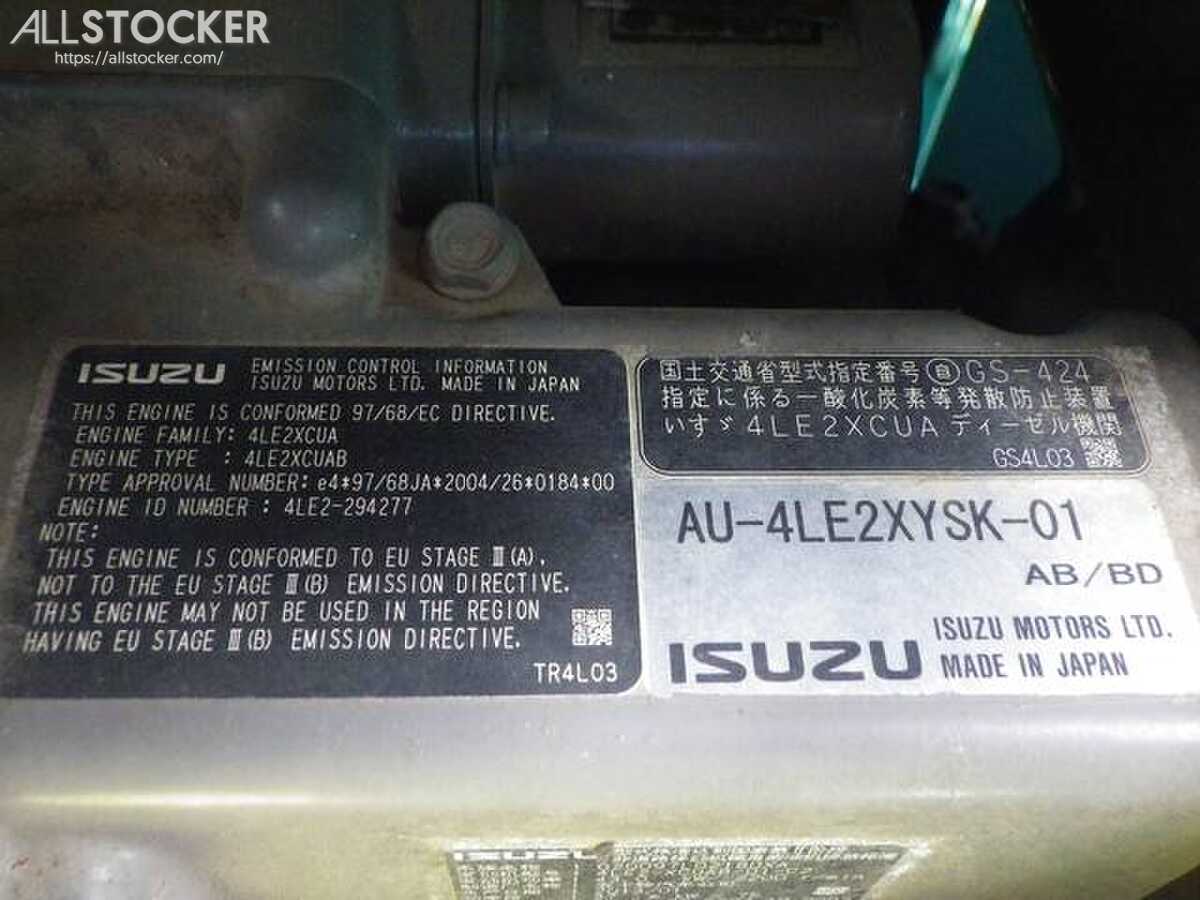 ALLSTOCKER
https://allstocker.com/
ISUZU
EMISSION CONTROL INFORMATION
ISUZU MOTORS LTD. MADE IN JAPAN
THIS ENGINE IS CONFORMED 97/68/EC DIRECTIVE.
ENGINE FAMILY: 4LE2XCUA
ENGINE TYPE : 4LE2XCUAB
TYPE APPROVAL NUMBER: e4*97/68JA*2004/26*0184*00
ENGINE ID NUMBER : 4LE2-294277
NOTE:
THIS ENGINE IS CONFORMED TO EU STAGE Ⅲ(A).
NOT TO THE EU STAGE Ⅲ(B) EMISSION DIRECTIVE.
THIS ENGINE MAY NOT BE USED IN THE REGION
HAVING EU STAGE Ⅲ(B) EMISSION DIRECTIVE.
TR4L03
国土交通省型式指定番号 自 GS-424
指定に係る一酸化炭素等発散防止装置
いすゞ 4LE2XCUA ディーゼル機関
GS4L03
AU-4LE2XYSK-01
AB/BD
ISUZU
ISUZU MOTORS LTD.
MADE IN JAPAN
ISUZU